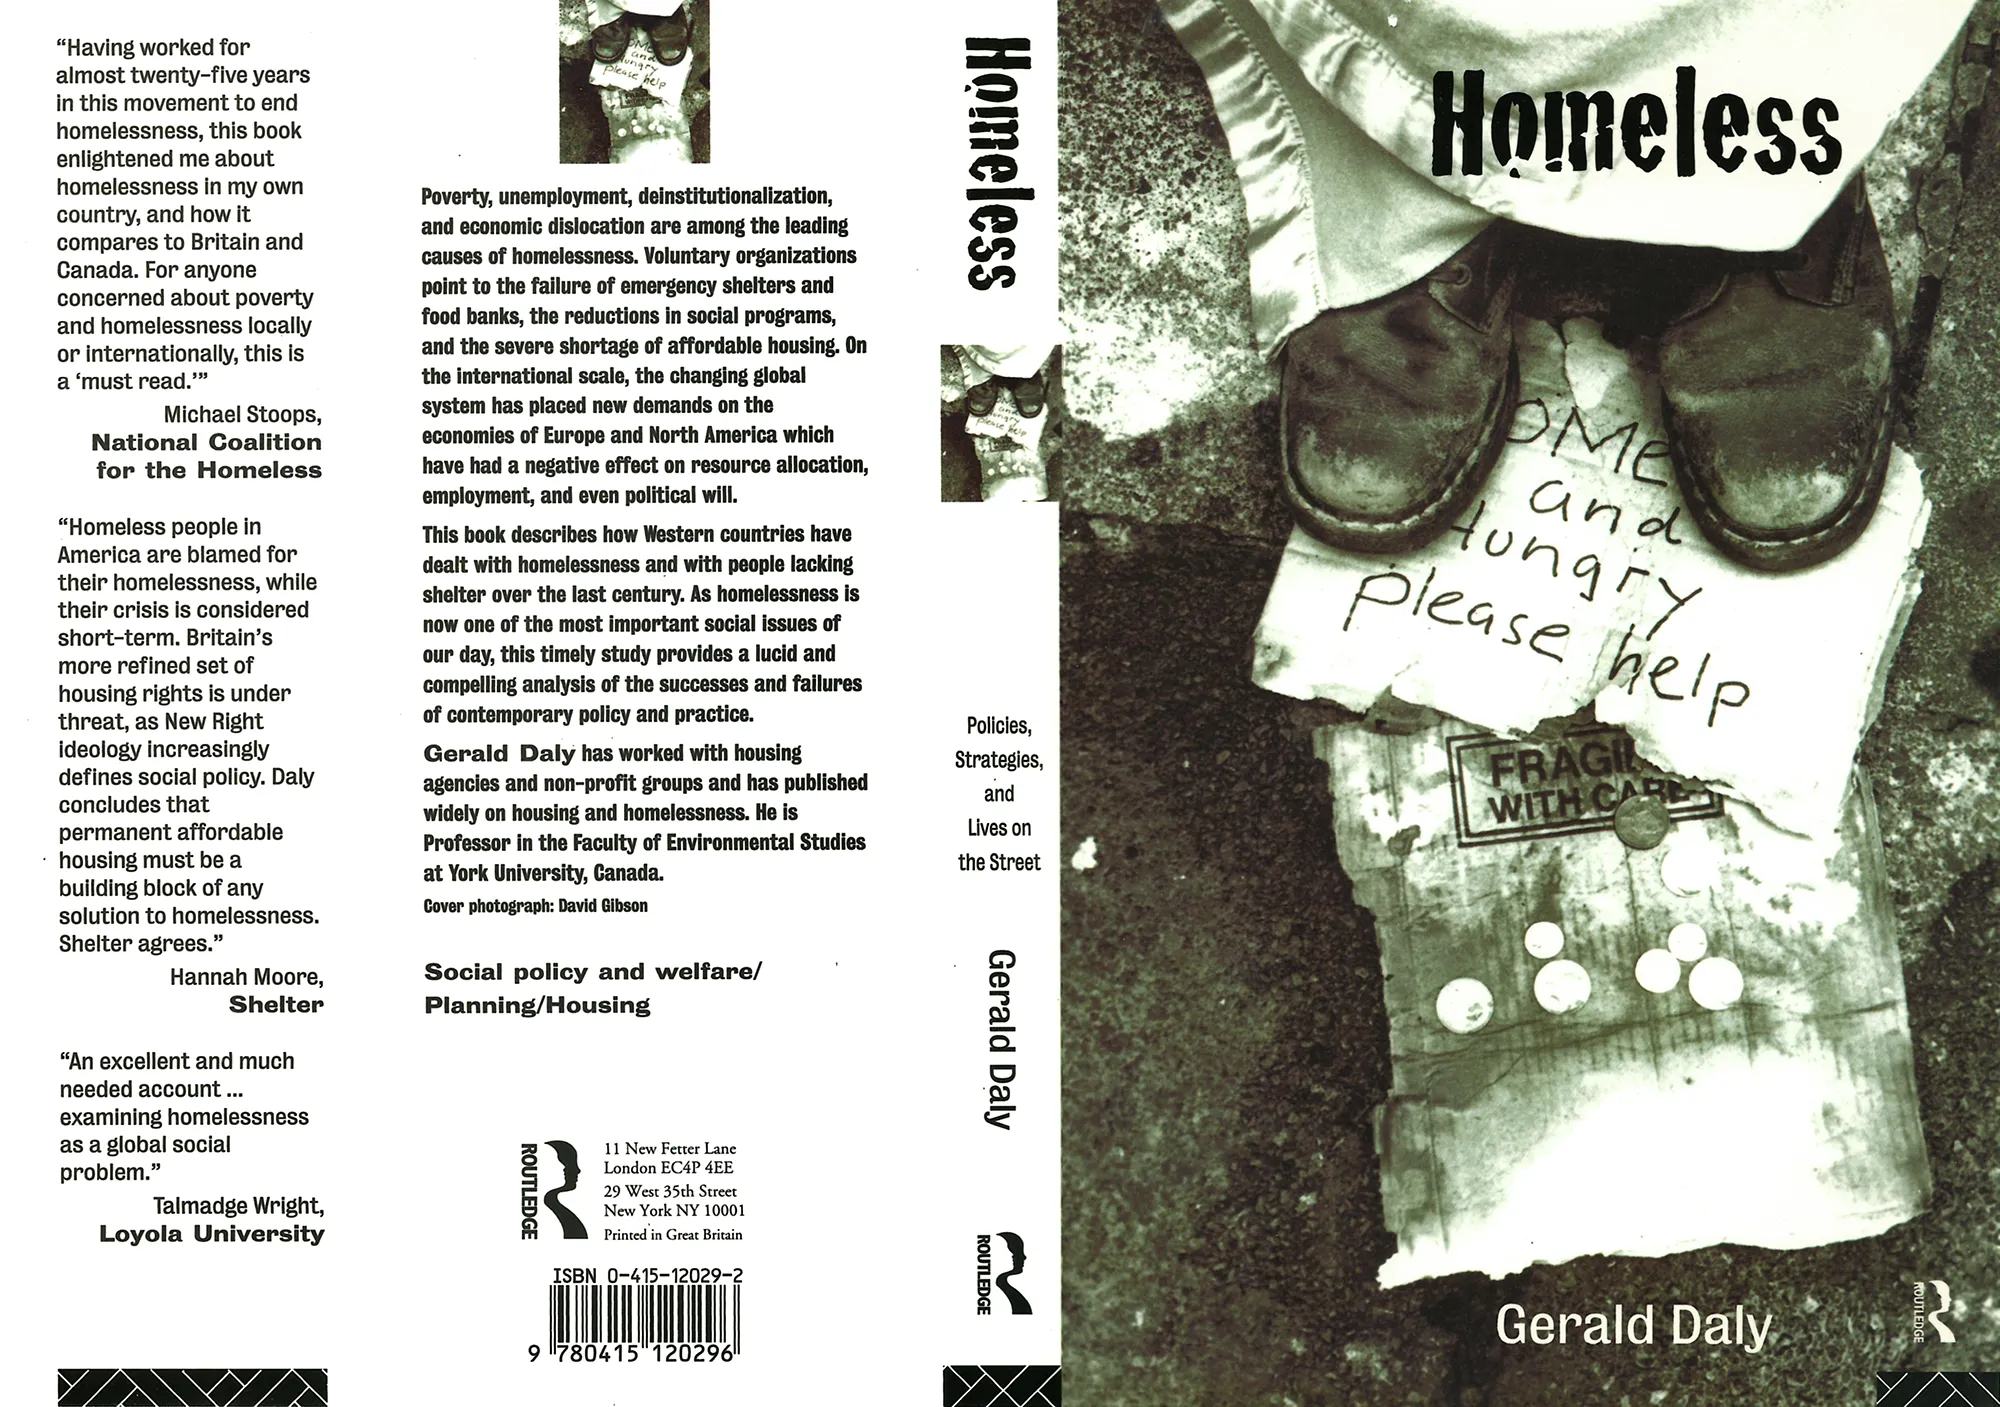 “Having worked for
almost twenty-five years
in this movement to end
homelessness, this book
enlightened me about
homelessness in my own
country, and how it
compares to Britain and
Canada. For anyone
concerned about poverty
and homelessness locally
or internationally, this is
a ‘must read.’”
Michael Stoops,
National Coalition
for the Homeless
“Homeless people in
America are blamed for
their homelessness, while
their crisis is considered
short-term. Britain’s
more refined set of
housing rights is under
threat, as New Right
ideology increasingly
defines social policy. Daly
concludes that
permanent affordable
housing must be a
building block of any
solution to homelessness.
Shelter agrees.”
Hannah Moore,
Shelter
“An excellent and much
needed account ...
examining homelessness
as a global social
problem.”
Talmadge Wright,
Loyola University
OME
and
Hungry
please help
Poverty, unemployment, deinstitutionalization,
and economic dislocation are among the leading
causes of homelessness. Voluntary organizations
point to the failure of emergency shelters and
food banks, the reductions in social programs,
and the severe shortage of affordable housing. On
the international scale, the changing global
system has placed new demands on the
economies of Europe and North America which
have had a negative effect on resource allocation,
employment, and even political will.
This book describes how Western countries have
dealt with homelessness and with people lacking
shelter over the last century. As homelessness is
now one of the most important social issues of
our day, this timely study provides a lucid and
compelling analysis of the successes and failures
of contemporary policy and practice.
Gerald Daly has worked with housing
agencies and non-profit groups and has published
widely on housing and homelessness. He is
Professor in the Faculty of Environmental Studies
at York University, Canada.
Cover photograph: David Gibson
Social policy and welfare/
Planning/Housing
ROUTLEDGE
11 New Fetter Lane
London EC4P 4EE
29 West 35th Street
New York NY 10001
Printed in Great Britain
ISBN 0-415-12029-2
9 780415 120296
Homeless
and
Hungry
please help
Policies,
Strategies,
and
Lives on
the Street
Gerald Daly
ROUTLEDGE
Homeless
OME
and
Hungry
please help
FRAGI
WITH CARE
Gerald Daly
ROUTLEDGE